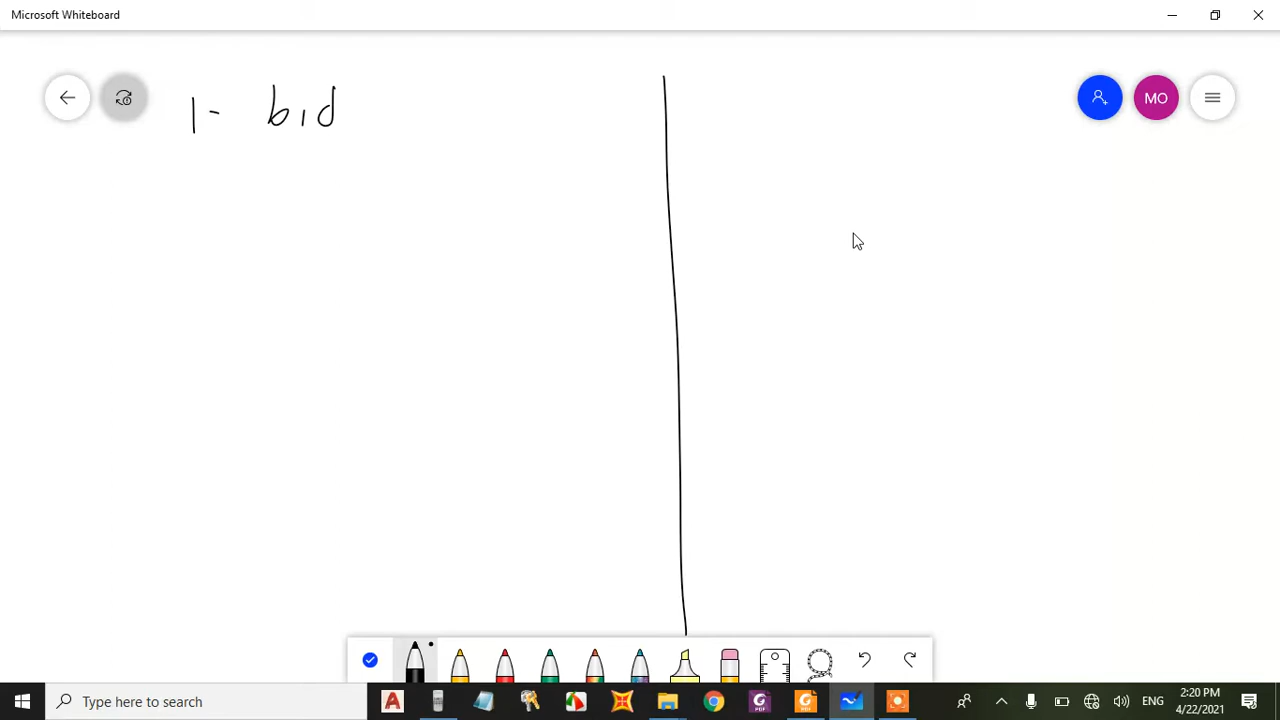 Microsoft Whiteboard
1- bid
MO
Type here to search
ENG
2:20 PM
4/22/2021